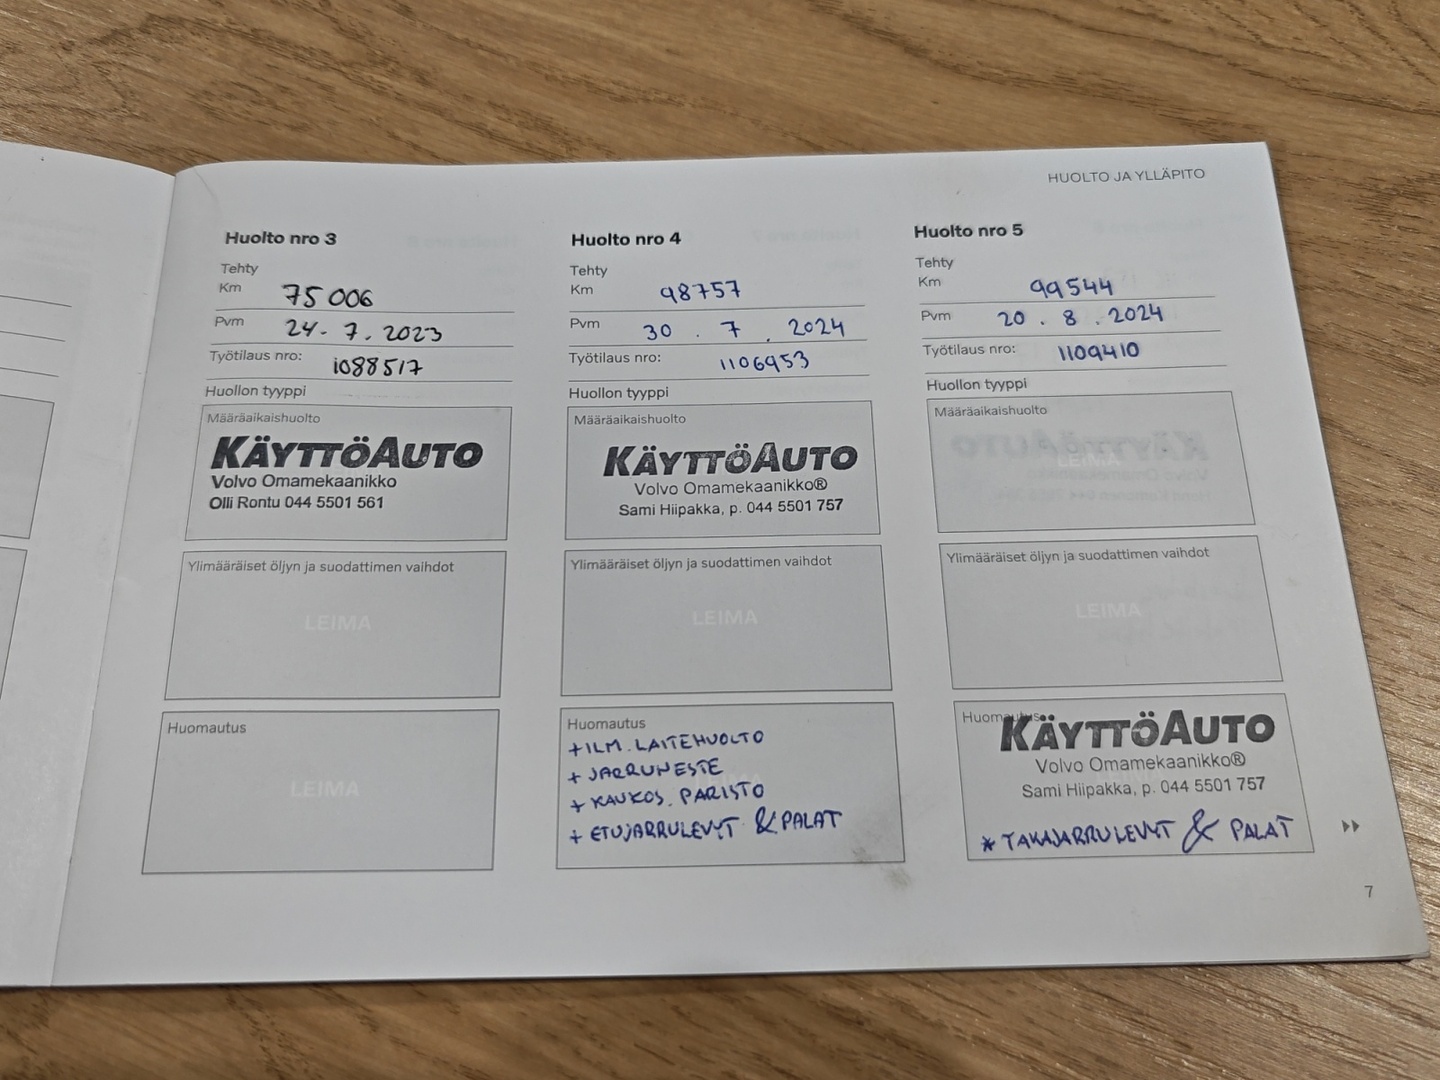 HUOLTO JA YLLÄPITO
Huolto nro 3
Tehty
Km 75 006
Pvm 24. 7. 2023
Työtilaus nro: 1088517
Huollon tyyppi
Määräaikaishuolto
KÄYTTÖAUTO
Volvo Omamekaanikko
Olli Rontu 044 5501 561
Ylimääräiset öljyn ja suodattimen vaihdot
LEIMA
Huomautus
LEIMA
Huolto nro 4
Tehty
Km 98757
Pvm 30 . 7 . 2024
Työtilaus nro: 1106953
Huollon tyyppi
Määräaikaishuolto
KÄYTTÖAUTO
Volvo Omamekaanikko®
Sami Hiipakka, p. 044 5501 757
Ylimääräiset öljyn ja suodattimen vaihdot
LEIMA
Huomautus
+ ILM. LAITEHUOLTO
+ JARRUNESTE
+ KAUKOS. PARISTO
+ ETUJARRULEVYT & PALAT
Huolto nro 5
Tehty
Km 99544
Pvm 20 . 8 . 2024
Työtilaus nro: 1109410
Huollon tyyppi
Määräaikaishuolto
LEIMA
Ylimääräiset öljyn ja suodattimen vaihdot
LEIMA
Huomautus
KÄYTTÖAUTO
Volvo Omamekaanikko®
Sami Hiipakka, p. 044 5501 757
* TAKAJARRULEVYT & PALAT
7